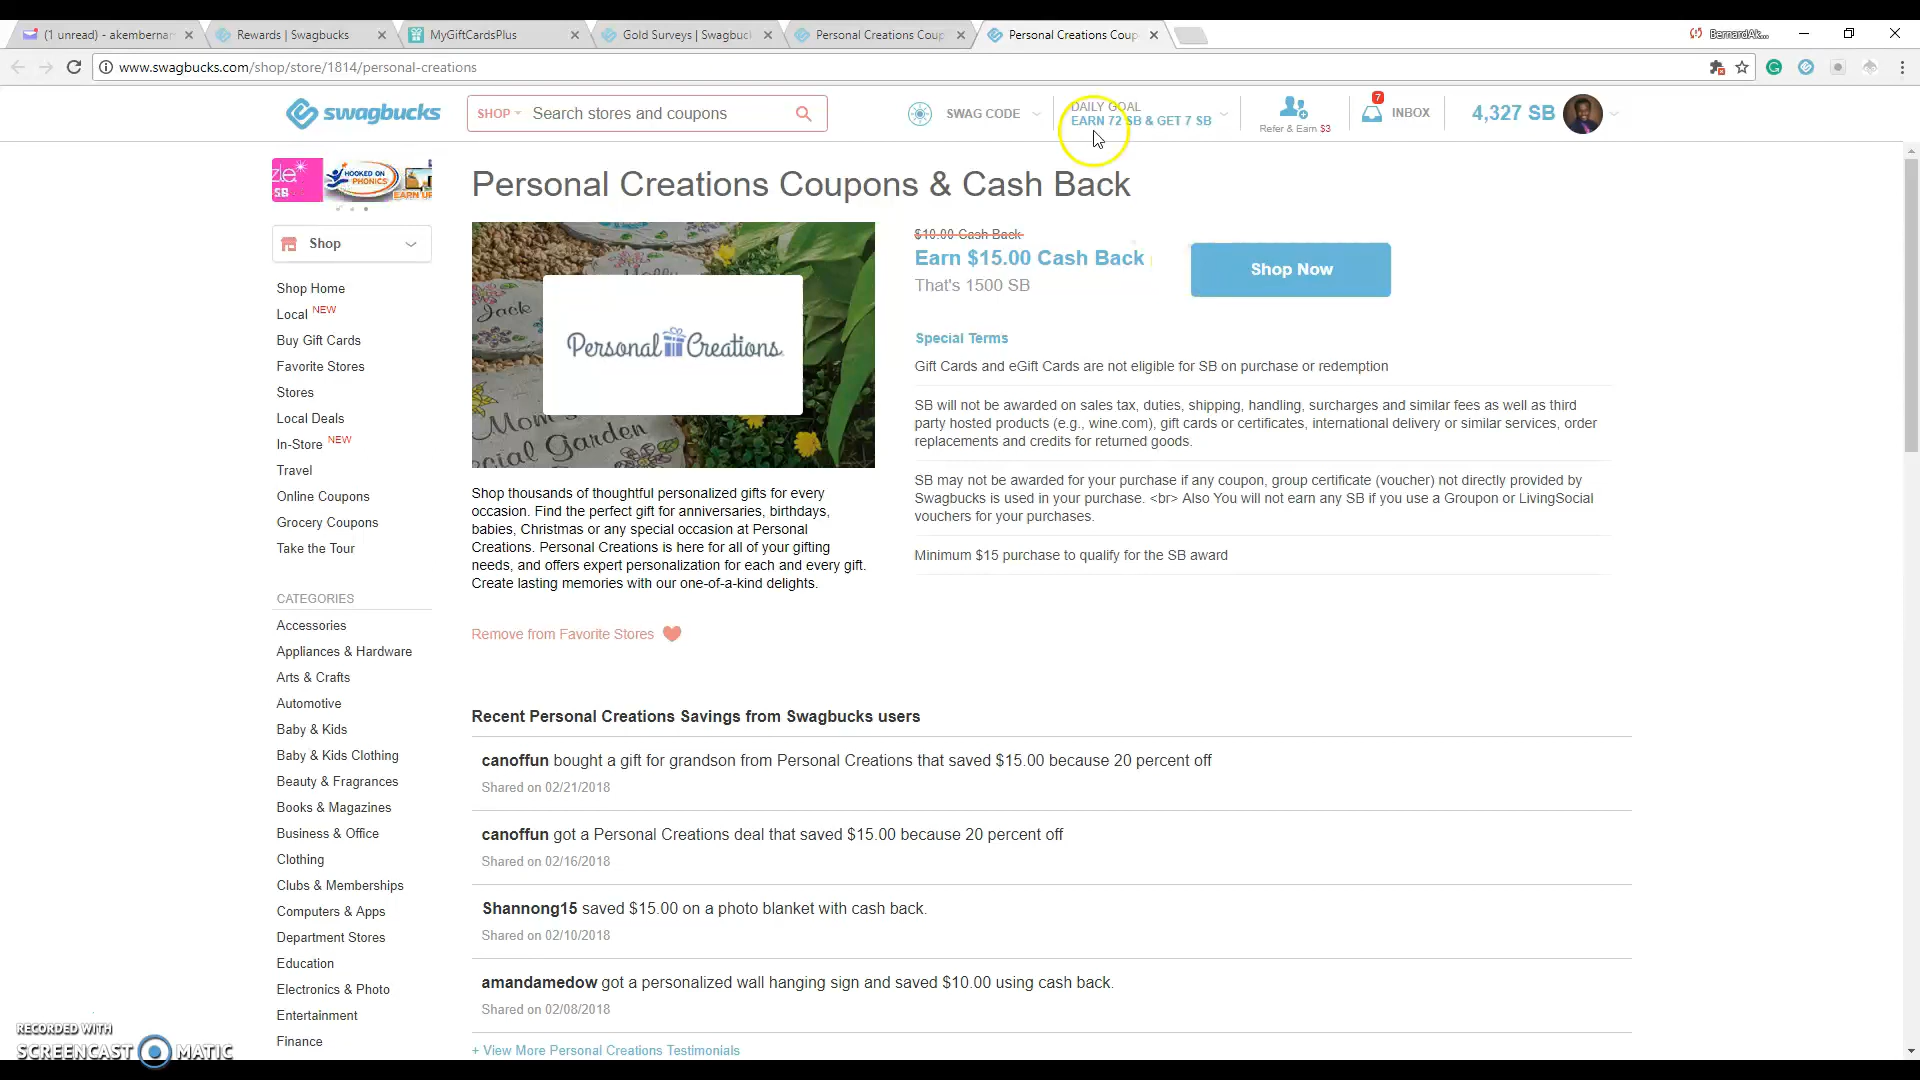 (1 unread) - akembernar
Rewards | Swagbucks
MyGiftCardsPlus
Gold Surveys | Swagbuc
Personal Creations Coup
Personal Creations Coup
BernardAk...
www.swagbucks.com/shop/store/1814/personal-creations
swagbucks
SHOP
Search stores and coupons
SWAG CODE
DAILY GOAL
EARN 72 SB & GET 7 SB
Refer & Earn $3
7
INBOX
4,327 SB
HOOKED ON
PHONICS
SB
Personal Creations Coupons & Cash Back
Shop
Shop Home
Local NEW
Buy Gift Cards
Favorite Stores
Stores
Local Deals
In-Store NEW
Travel
Online Coupons
Grocery Coupons
Take the Tour
CATEGORIES
Accessories
Appliances & Hardware
Arts & Crafts
Automotive
Baby & Kids
Baby & Kids Clothing
Beauty & Fragrances
Books & Magazines
Business & Office
Clothing
Clubs & Memberships
Computers & Apps
Department Stores
Education
Electronics & Photo
Entertainment
Finance
Jack
Holly
Personal Creations
Mom's
cial Garden
$10.00 Cash Back
Earn $15.00 Cash Back
That's 1500 SB
Shop Now
Special Terms
Gift Cards and eGift Cards are not eligible for SB on purchase or redemption
SB will not be awarded on sales tax, duties, shipping, handling, surcharges and similar fees as well as third
party hosted products (e.g., wine.com), gift cards or certificates, international delivery or similar services, order
replacements and credits for returned goods.
SB may not be awarded for your purchase if any coupon, group certificate (voucher) not directly provided by
Swagbucks is used in your purchase. <br> Also You will not earn any SB if you use a Groupon or LivingSocial
vouchers for your purchases.
Minimum $15 purchase to qualify for the SB award
Shop thousands of thoughtful personalized gifts for every
occasion. Find the perfect gift for anniversaries, birthdays,
babies, Christmas or any special occasion at Personal
Creations. Personal Creations is here for all of your gifting
needs, and offers expert personalization for each and every gift.
Create lasting memories with our one-of-a-kind delights.
Remove from Favorite Stores
Recent Personal Creations Savings from Swagbucks users
canoffun bought a gift for grandson from Personal Creations that saved $15.00 because 20 percent off
Shared on 02/21/2018
canoffun got a Personal Creations deal that saved $15.00 because 20 percent off
Shared on 02/16/2018
Shannong15 saved $15.00 on a photo blanket with cash back.
Shared on 02/10/2018
amandamedow got a personalized wall hanging sign and saved $10.00 using cash back.
Shared on 02/08/2018
+ View More Personal Creations Testimonials
RECORDED WITH
SCREENCAST MATIC